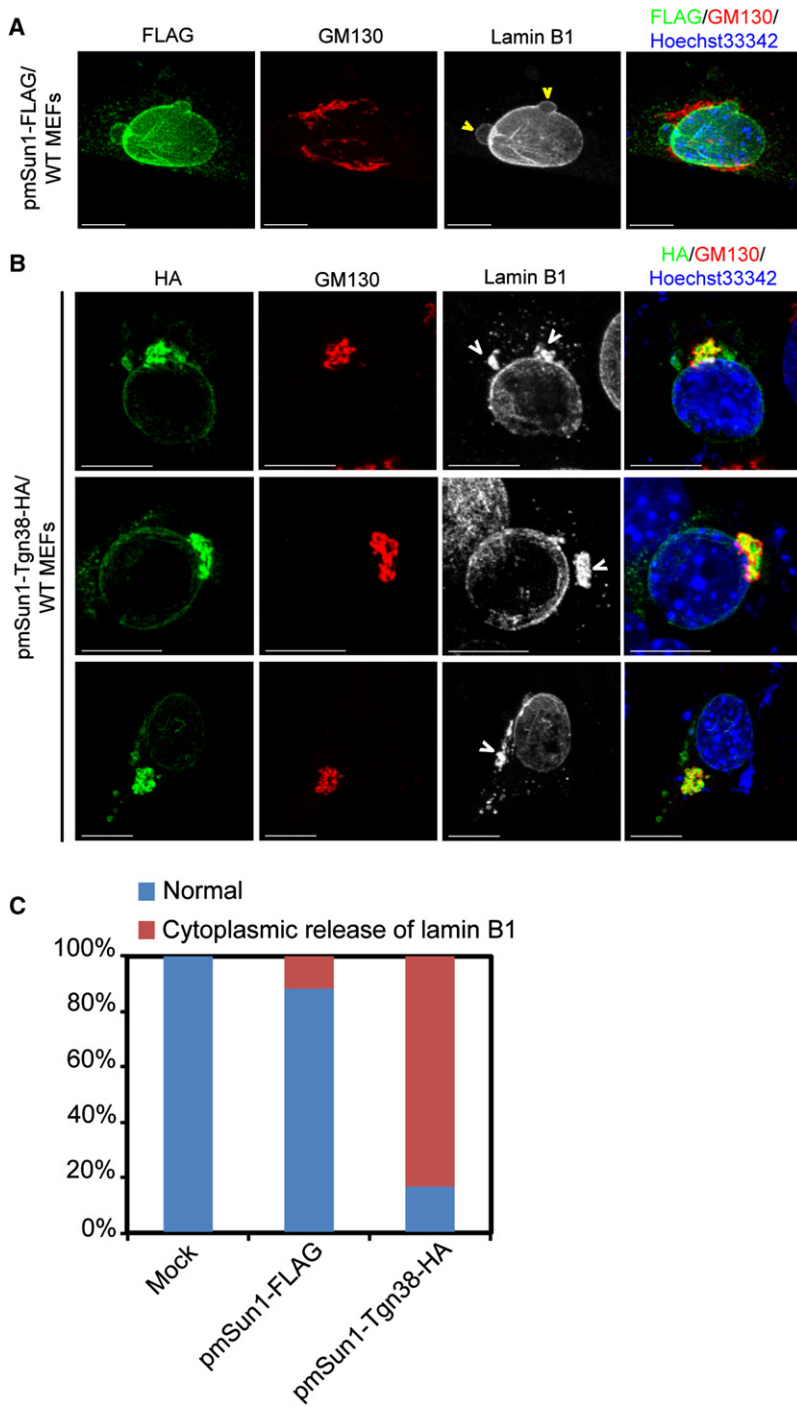 A
FLAG
GM130
Lamin B1
FLAG/GM130/
Hoechst33342
pmSun1-FLAG/
WT MEFs
B
HA
GM130
Lamin B1
HA/GM130/
Hoechst33342
pmSun1-Tgn38-HA/
WT MEFs
C
Normal
Cytoplasmic release of lamin B1
100%
80%
60%
40%
20%
0%
Mock
pmSun1-FLAG
pmSun1-Tgn38-HA